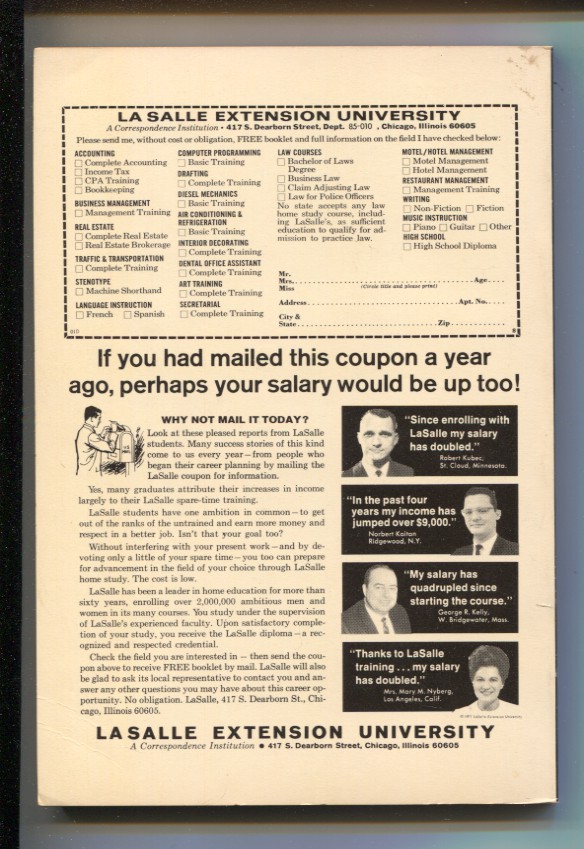 LA SALLE EXTENSION UNIVERSITY
A Correspondence Institution • 417 S. Dearborn Street, Dept. 85-010 , Chicago, Illinois 60605
Please send me, without cost or obligation, FREE booklet and full information on the field I have checked below:
ACCOUNTING
Complete Accounting
Income Tax
CPA Training
Bookkeeping
BUSINESS MANAGEMENT
Management Training
REAL ESTATE
Complete Real Estate
Real Estate Brokerage
TRAFFIC & TRANSPORTATION
Complete Training
STENOTYPE
Machine Shorthand
LANGUAGE INSTRUCTION
French Spanish
COMPUTER PROGRAMMING
Basic Training
DRAFTING
Complete Training
DIESEL MECHANICS
Basic Training
AIR CONDITIONING &
REFRIGERATION
Basic Training
INTERIOR DECORATING
Complete Training
DENTAL OFFICE ASSISTANT
Complete Training
ART TRAINING
Complete Training
SECRETARIAL
Complete Training
LAW COURSES
Bachelor of Laws
Degree
Business Law
Claim Adjusting Law
Law for Police Officers
No state accepts any law
home study course, includ-
ing LaSalle's, as sufficient
education to qualify for ad-
mission to practice law.
MOTEL/HOTEL MANAGEMENT
Motel Management
Hotel Management
RESTAURANT MANAGEMENT
Management Training
WRITING
Non-Fiction Fiction
MUSIC INSTRUCTION
Piano Guitar Other
HIGH SCHOOL
High School Diploma
Mr.
Mrs. Age
Miss (Circle title and please print)
Address Apt. No.
City &
State Zip
If you had mailed this coupon a year
ago, perhaps your salary would be up too!
WHY NOT MAIL IT TODAY?
Look at these pleased reports from LaSalle
students. Many success stories of this kind
come to us every year—from people who
began their career planning by mailing the
LaSalle coupon for information.
Yes, many graduates attribute their increases in income
largely to their LaSalle spare-time training.
LaSalle students have one ambition in common—to get
out of the ranks of the untrained and earn more money and
respect in a better job. Isn't that your goal too?
Without interfering with your present work—and by de-
voting only a little of your spare time—you too can prepare
for advancement in the field of your choice through LaSalle
home study. The cost is low.
LaSalle has been a leader in home education for more than
sixty years, enrolling over 2,000,000 ambitious men and
women in its many courses. You study under the supervision
of LaSalle's experienced faculty. Upon satisfactory comple-
tion of your study, you receive the LaSalle diploma—a rec-
ognized and respected credential.
Check the field you are interested in — then send the cou-
pon above to receive FREE booklet by mail. LaSalle will also
be glad to ask its local representative to contact you and an-
swer any other questions you may have about this career op-
portunity. No obligation. LaSalle, 417 S. Dearborn St., Chi-
cago, Illinois 60605.
"Since enrolling with
LaSalle my salary
has doubled."
Robert Kuber,
St. Cloud, Minnesota.
"In the past four
years my income has
jumped over $9,000."
Norbert Kaiton
Ridgewood, N.Y.
"My salary has
quadrupled since
starting the course."
George R. Kelly,
W. Bridgewater, Mass.
"Thanks to LaSalle
training . . . my salary
has doubled."
Mrs. Mary M. Nyberg,
Los Angeles, Calif.
LA SALLE EXTENSION UNIVERSITY
A Correspondence Institution • 417 S. Dearborn Street, Chicago, Illinois 60605